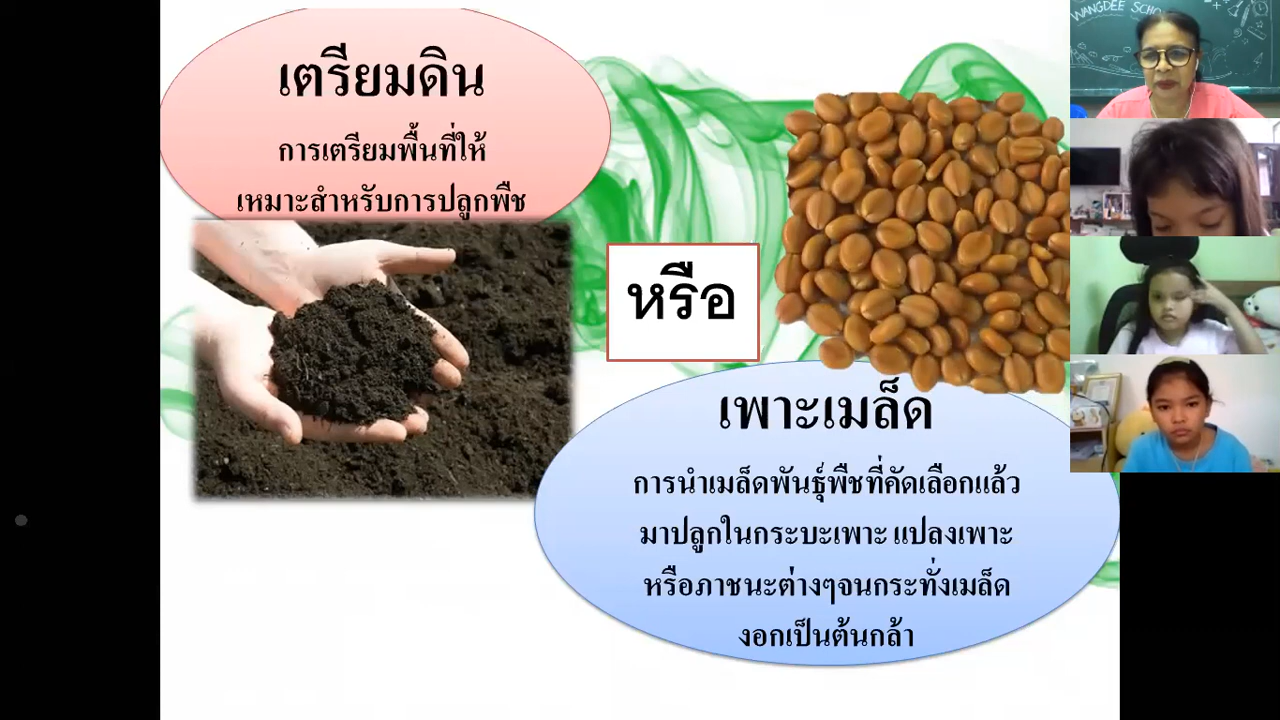 เตรียมดิน
การเตรียมพื้นที่ให้
เหมาะสำหรับการปลูกพืช
หรือ
เพาะเมล็ด
การนำเมล็ดพันธุ์พืชที่คัดเลือกแล้ว
มาปลูกในกระบะเพาะ แปลงเพาะ
หรือภาชนะต่างๆจนกระทั่งเมล็ด
งอกเป็นต้นกล้า
WANGDEE SCHO